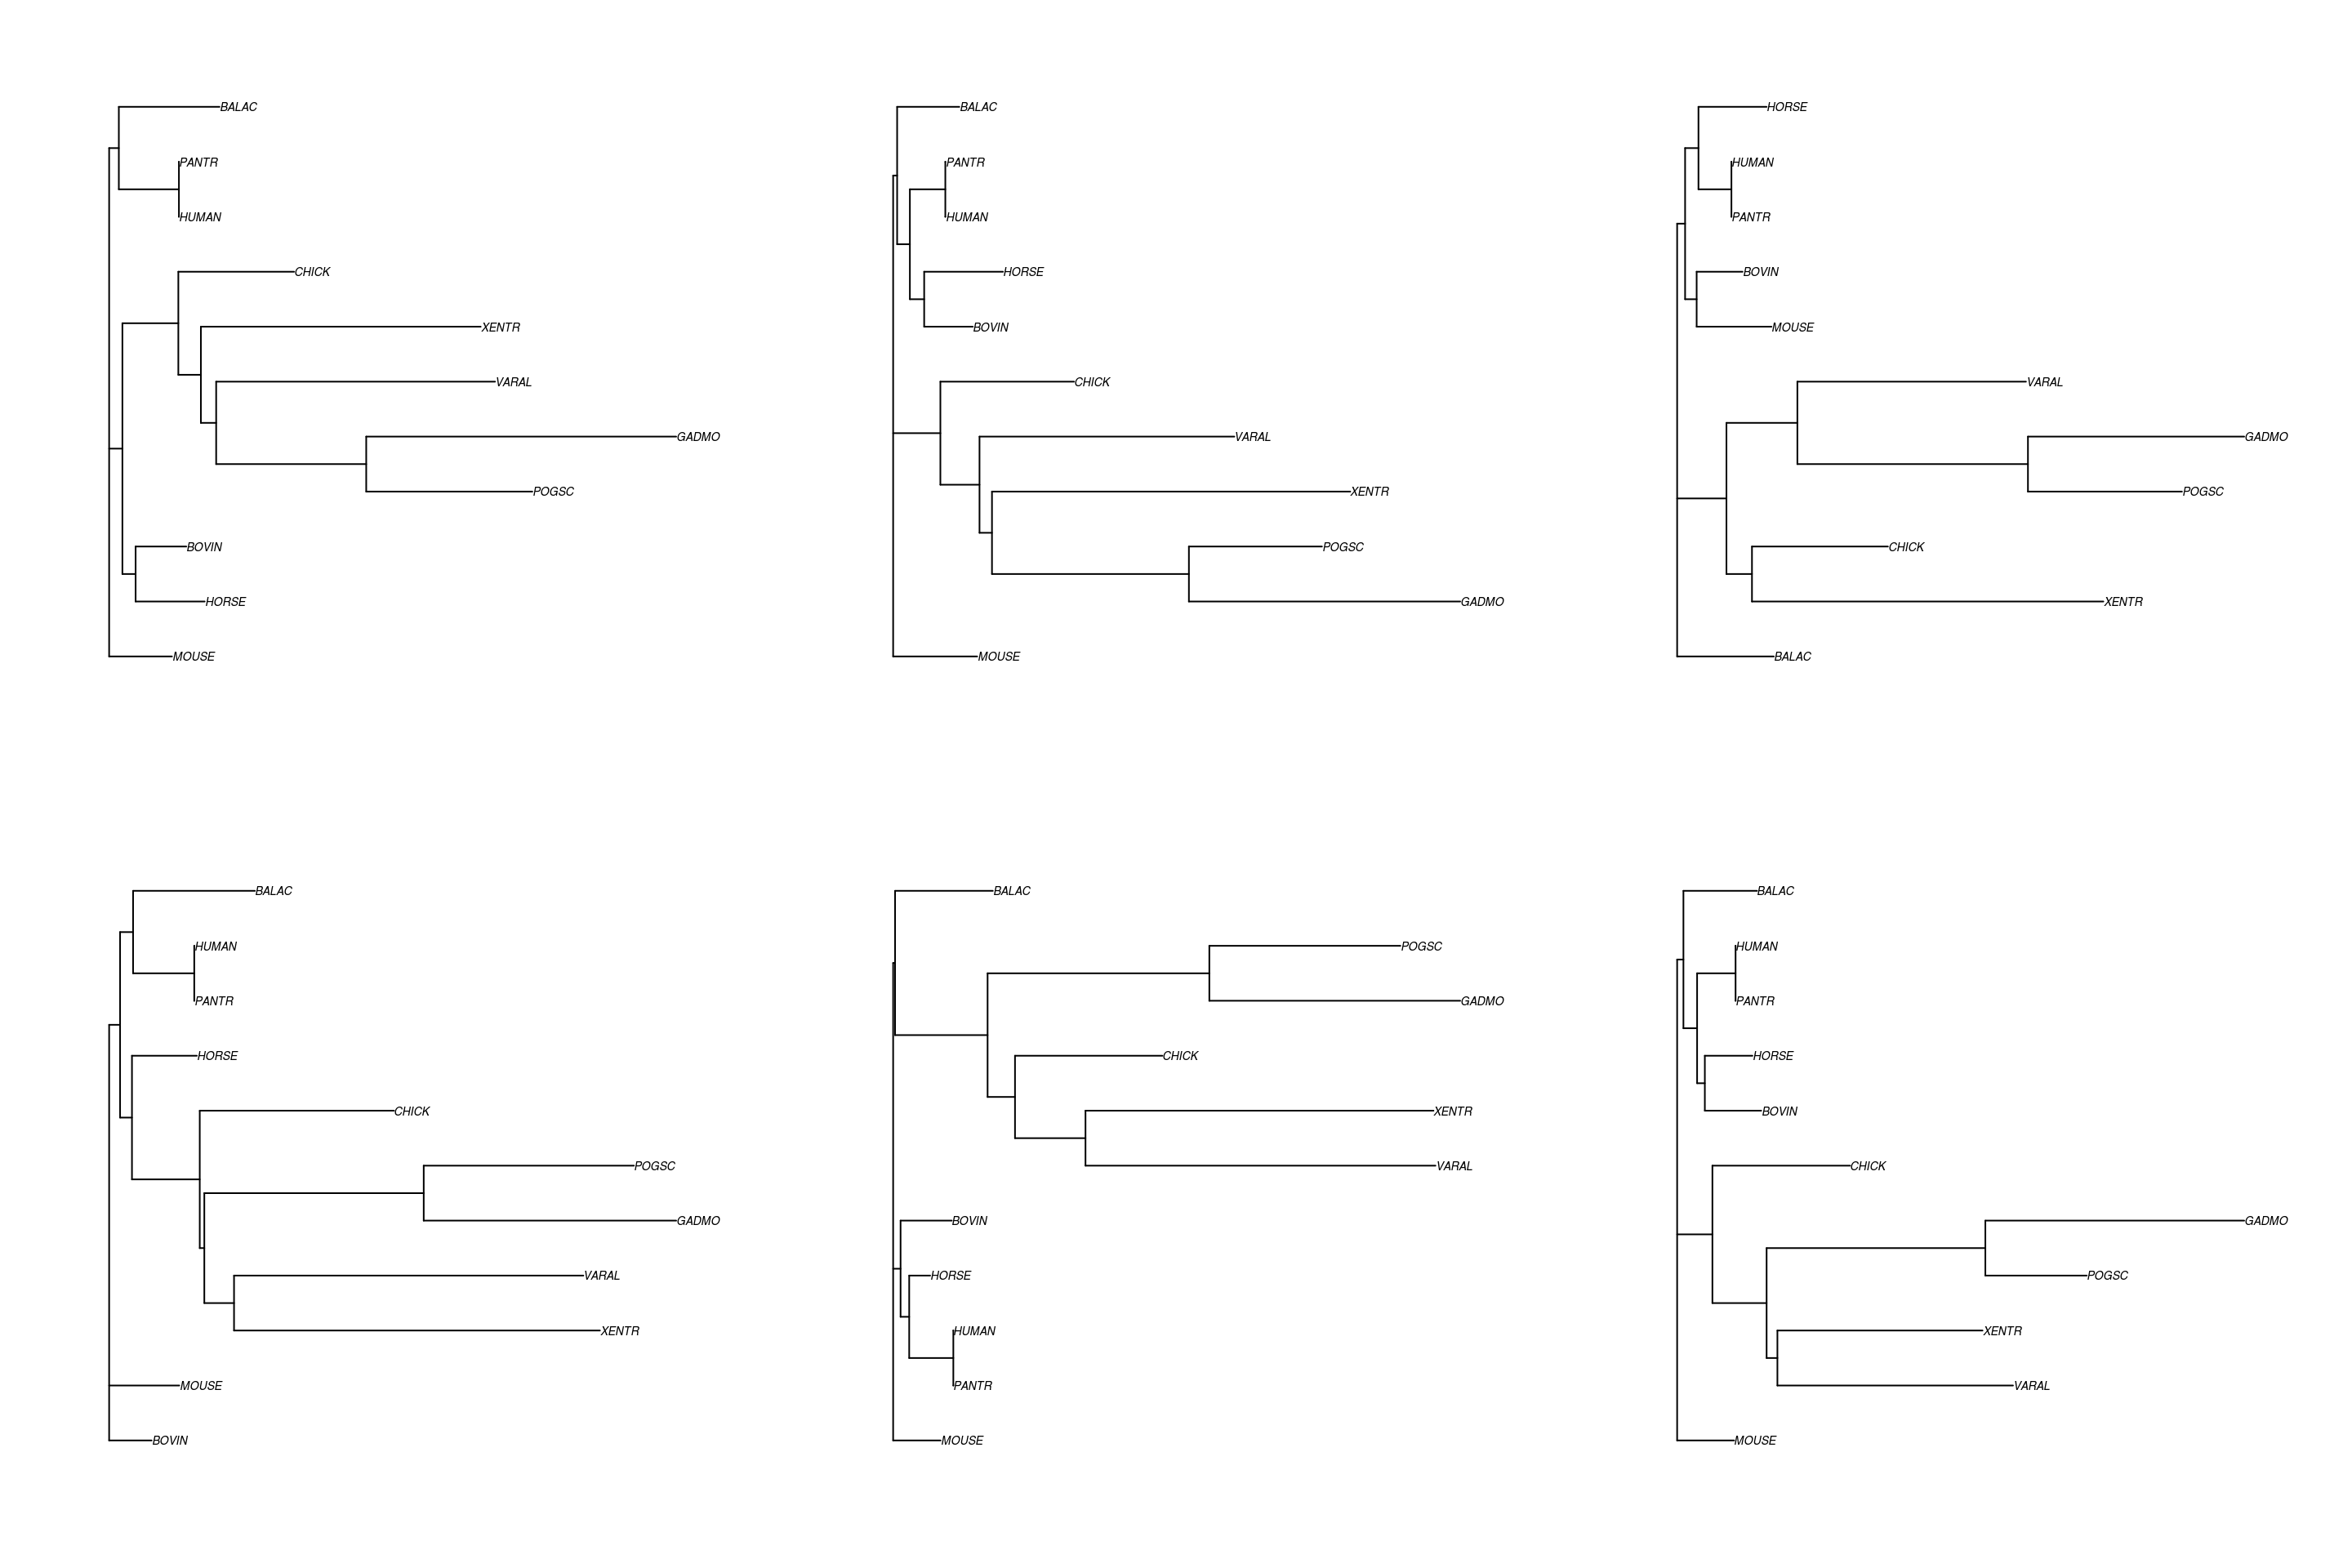 BALAC
PANTR
HUMAN
CHICK
XENTR
VARAL
GADMO
POGSC
BOVIN
HORSE
MOUSE
BALAC
PANTR
HUMAN
HORSE
BOVIN
CHICK
VARAL
XENTR
POGSC
GADMO
MOUSE
HORSE
HUMAN
PANTR
BOVIN
MOUSE
VARAL
GADMO
POGSC
CHICK
XENTR
BALAC
BALAC
HUMAN
PANTR
HORSE
CHICK
POGSC
GADMO
VARAL
XENTR
MOUSE
BOVIN
BALAC
POGSC
GADMO
CHICK
XENTR
VARAL
BOVIN
HORSE
HUMAN
PANTR
MOUSE
BALAC
HUMAN
PANTR
HORSE
BOVIN
CHICK
GADMO
POGSC
XENTR
VARAL
MOUSE